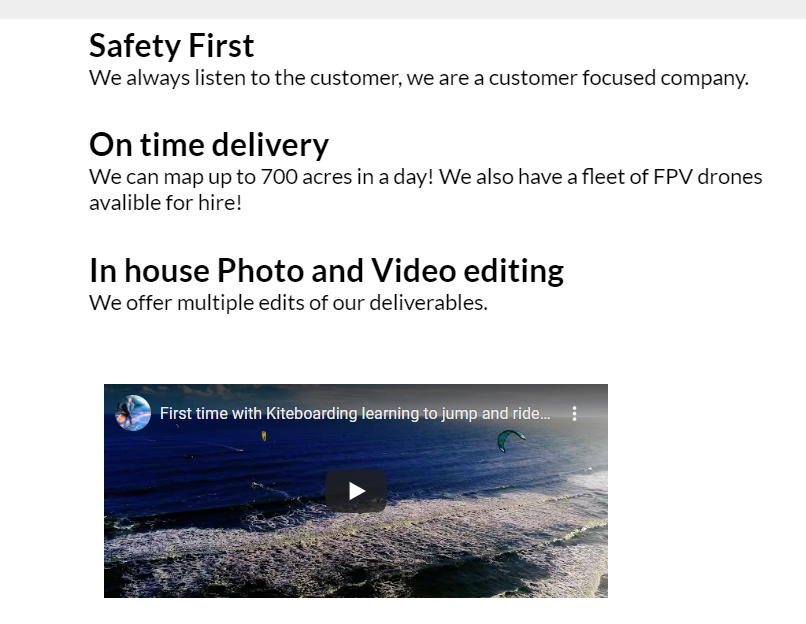 Safety First
We always listen to the customer, we are a customer focused company.
On time delivery
We can map up to 700 acres in a day! We also have a fleet of FPV drones
avalible for hire!
In house Photo and Video editing
We offer multiple edits of our deliverables.
First time with Kiteboarding learning to jump and ride...